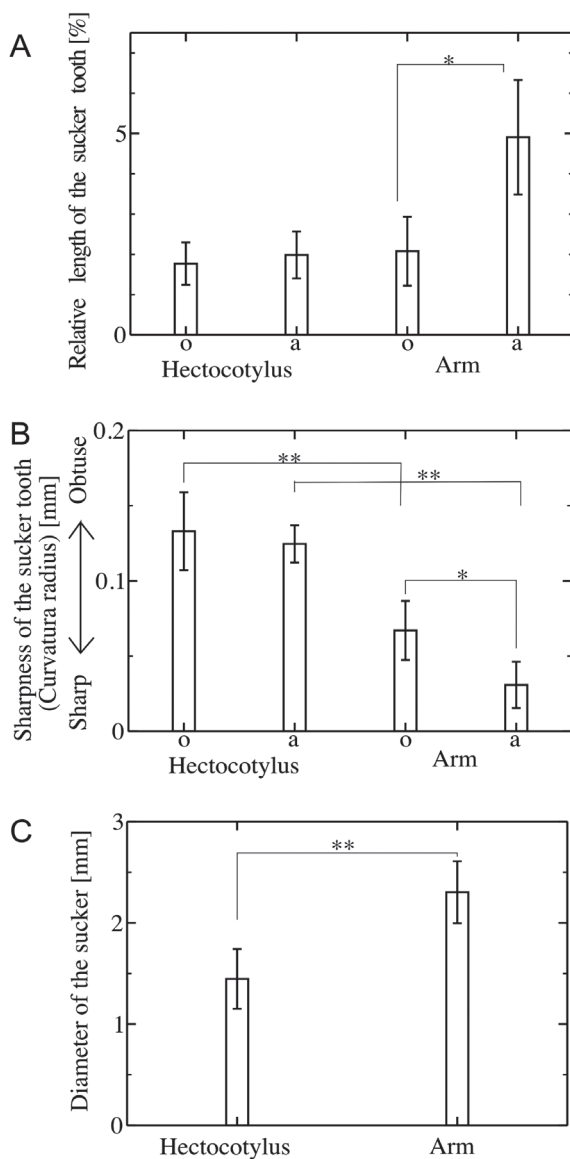 A
Relative length of the sucker tooth [%]
5
0
*
o a o a
Hectocotylus Arm
B
Sharpness of the sucker tooth
(Curvatura radius) [mm]
Sharp Obtuse
0.2
0.1
0
**
**
*
o a o a
Hectocotylus Arm
C
Diameter of the sucker [mm]
3
2
1
0
**
Hectocotylus Arm